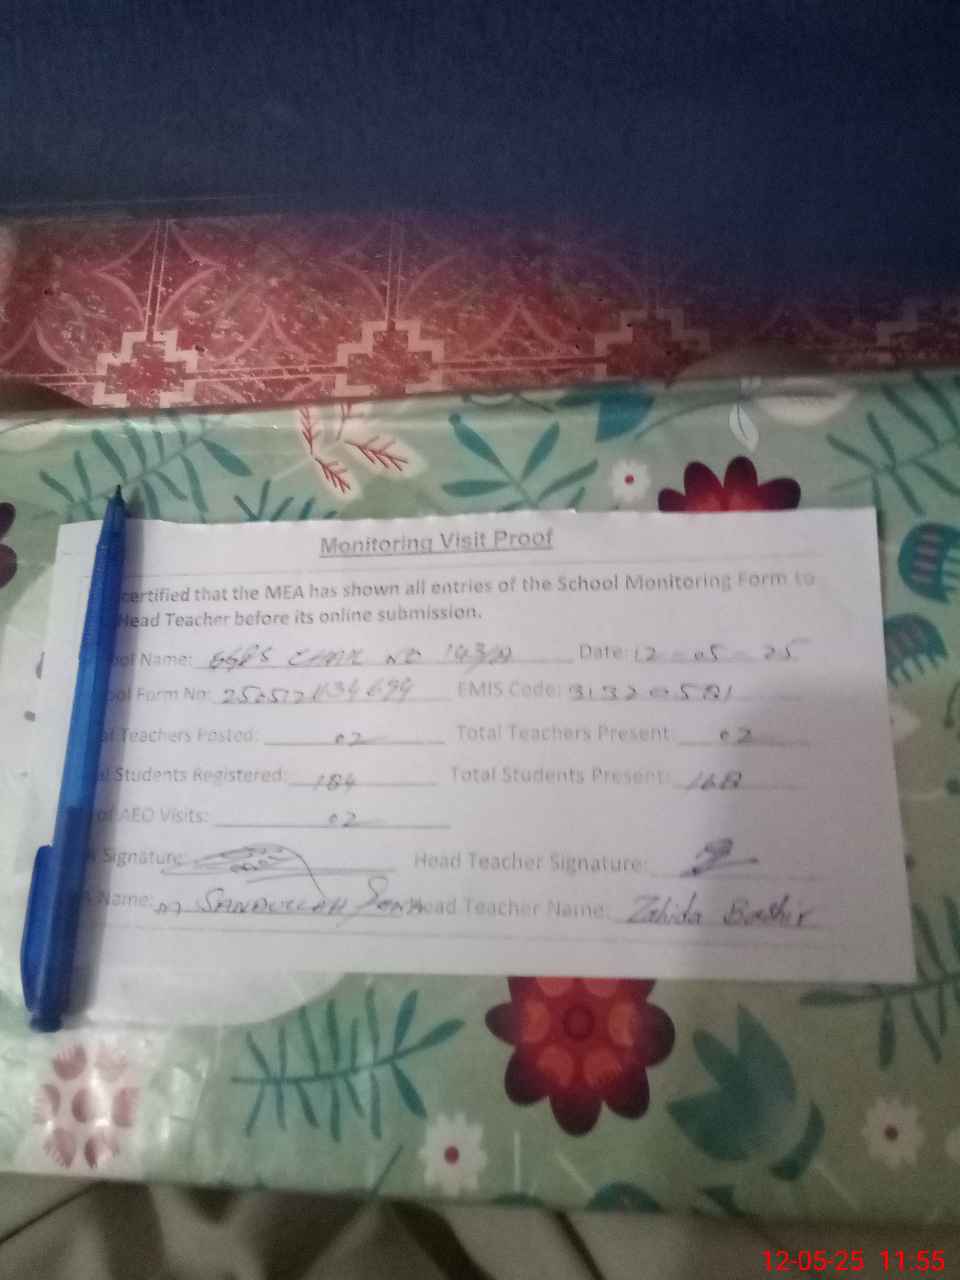 Monitoring Visit Proof
certified that the MEA has shown all entries of the School Monitoring Form to
Head Teacher before its online submission.
Name: CHAK NO Date: 12-05-25
Form No: EMIS Code:
Teachers Posted: 02 Total Teachers Present: 02
Students Registered: 184 Total Students Present: 168
of AEO Visits: 02
Signature: Head Teacher Signature:
Name: M Head Teacher Name: Zahida Bashir
12-05-25 11:55